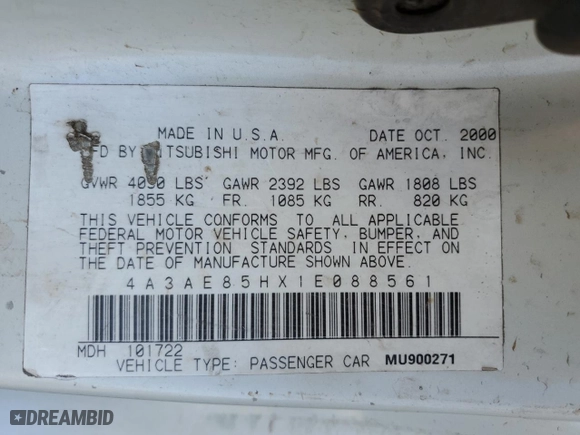 MADE IN U.S.A. DATE OCT. 2000
BY MITSUBISHI MOTOR MFG. OF AMERICA, INC.
GVWR 4090 LBS GAWR 2392 LBS GAWR 1808 LBS
1855 KG FR. 1085 KG RR. 820 KG
THIS VEHICLE CONFORMS TO ALL APPLICABLE
FEDERAL MOTOR VEHICLE SAFETY, BUMPER, AND
THEFT PREVENTION STANDARDS IN EFFECT ON
THE DATE OF MANUFACTURE SHOWN ABOVE.
4A3AE85HX1E088561
MDH 101722
VEHICLE TYPE: PASSENGER CAR MU900271
DREAMBID